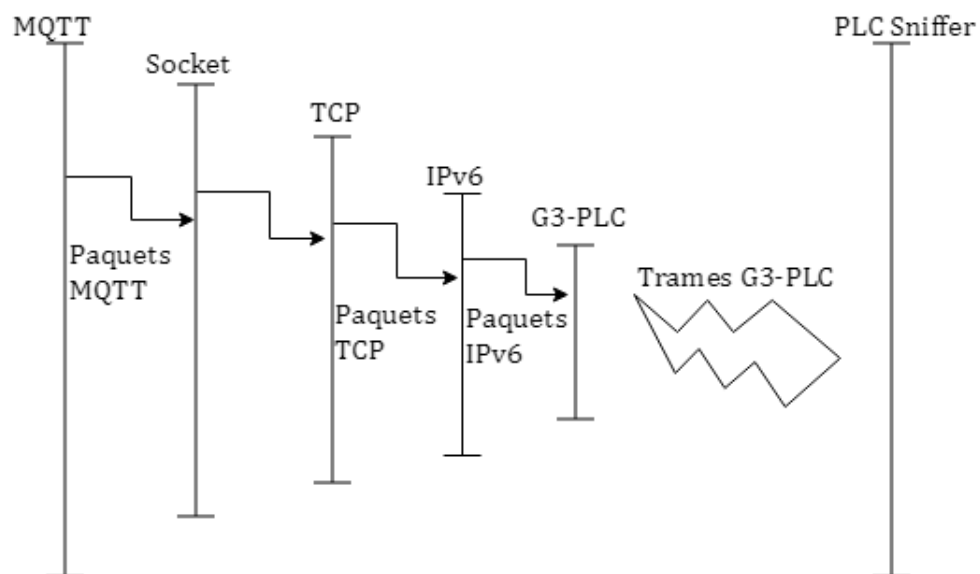 MQTT
PLC Sniffer
Socket
TCP
IPv6
G3-PLC
Paquets
MQTT
Trames G3-PLC
Paquets
TCP
Paquets
IPv6